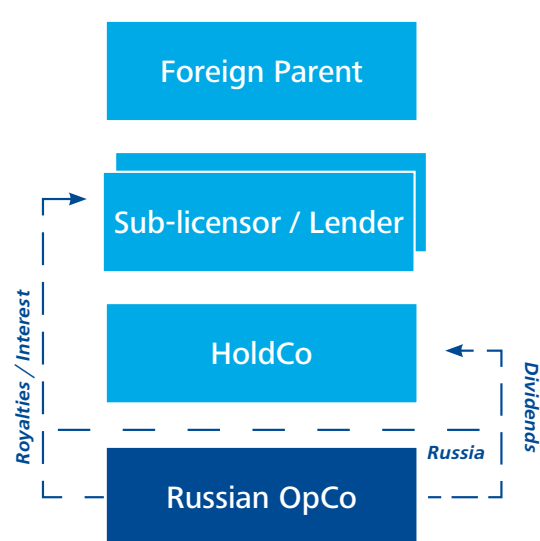 Foreign Parent
Sub-licensor / Lender
HoldCo
Royalties / Interest
Dividends
Russia
Russian OpCo